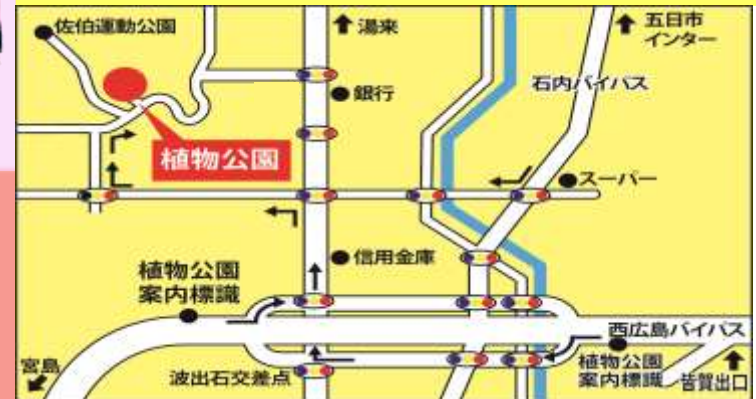 佐伯運動公園
湯来
五日市
インター
石内バイパス
銀行
植物公園
スーパー
信用金庫
植物公園
案内標識
西広島バイパス
宮島
波出石交差点
植物公園
案内標識
皆賀出口